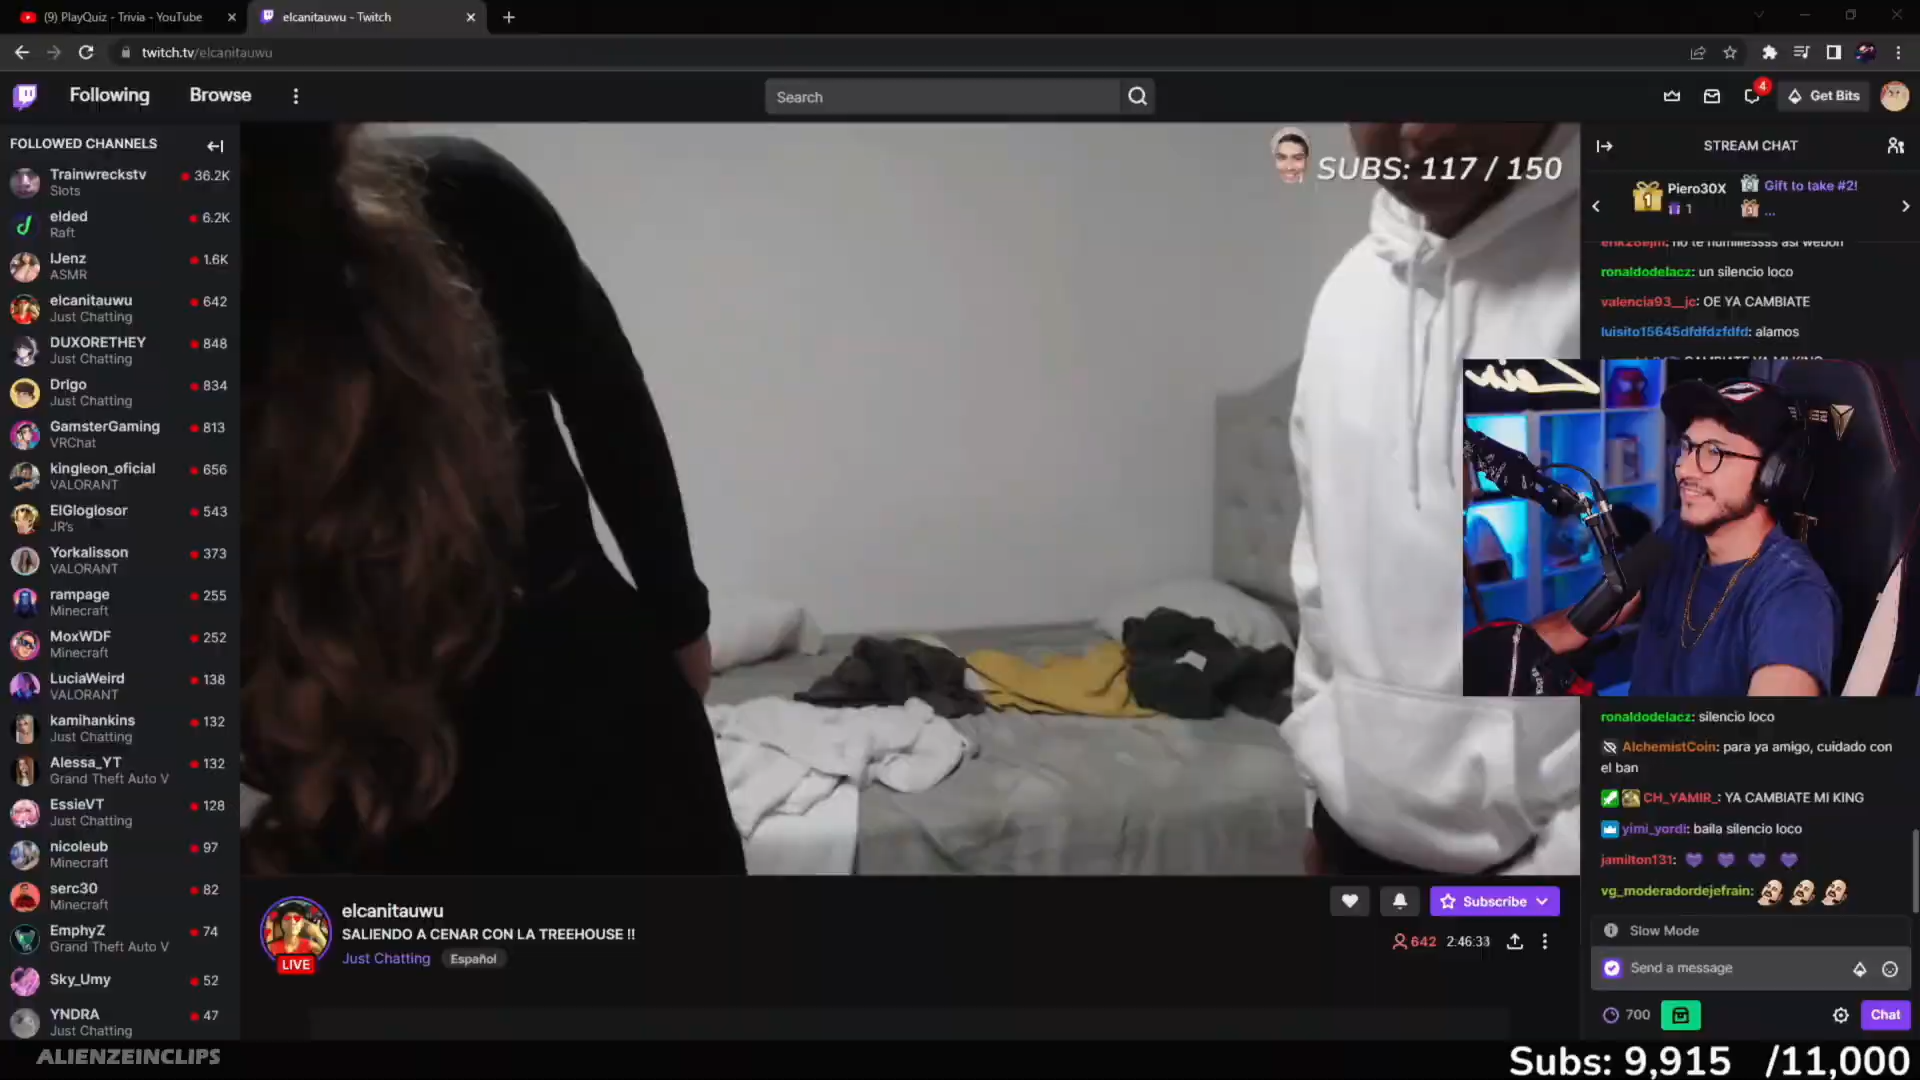 (9) PlayQuiz - Trivia - YouTube
elcanitauwu - Twitch
twitch.tv/elcanitauwu
Following
Browse
Search
4
Get Bits
FOLLOWED CHANNELS
Trainwreckstv 36.2K
Slots
elded 6.2K
Raft
IJenz 1.6K
ASMR
elcanitauwu 642
Just Chatting
DUXORETHEY 848
Just Chatting
DrIgo 834
Just Chatting
GamsterGaming 813
VRChat
kingleon_oficial 656
VALORANT
ElGloglosor 543
JR's
Yorkalisson 373
VALORANT
rampage 255
Minecraft
MoxWDF 252
Minecraft
LuciaWeird 138
VALORANT
kamihankins 132
Just Chatting
Alessa_YT 132
Grand Theft Auto V
EssieVT 128
Just Chatting
nicoleub 97
Minecraft
serc30 82
Minecraft
EmphyZ 74
Grand Theft Auto V
Sky_Umy 52
YNDRA 47
Just Chatting
ALIENZEINCLIPS
SUBS: 117 / 150
elcanitauwu
SALIENDO A CENAR CON LA TREEHOUSE !!
Just Chatting Español
LIVE
Subscribe
642 2:46:33
STREAM CHAT
1 Piero30X
1
Gift to take #2!
...
ronaldodelacz: un silencio loco
valencia93__jc: OE YA CAMBIATE
luisito15645dfdfdzfdfd: alamos
ronaldodelacz: silencio loco
AlchemistCoin: para ya amigo, cuidado con
el ban
CH_YAMIR_: YA CAMBIATE MI KING
yimi_yordi: baila silencio loco
jamilton131:
vg_moderadordejefrain:
Slow Mode
Send a message
700
Chat
Subs: 9,915 /11,000